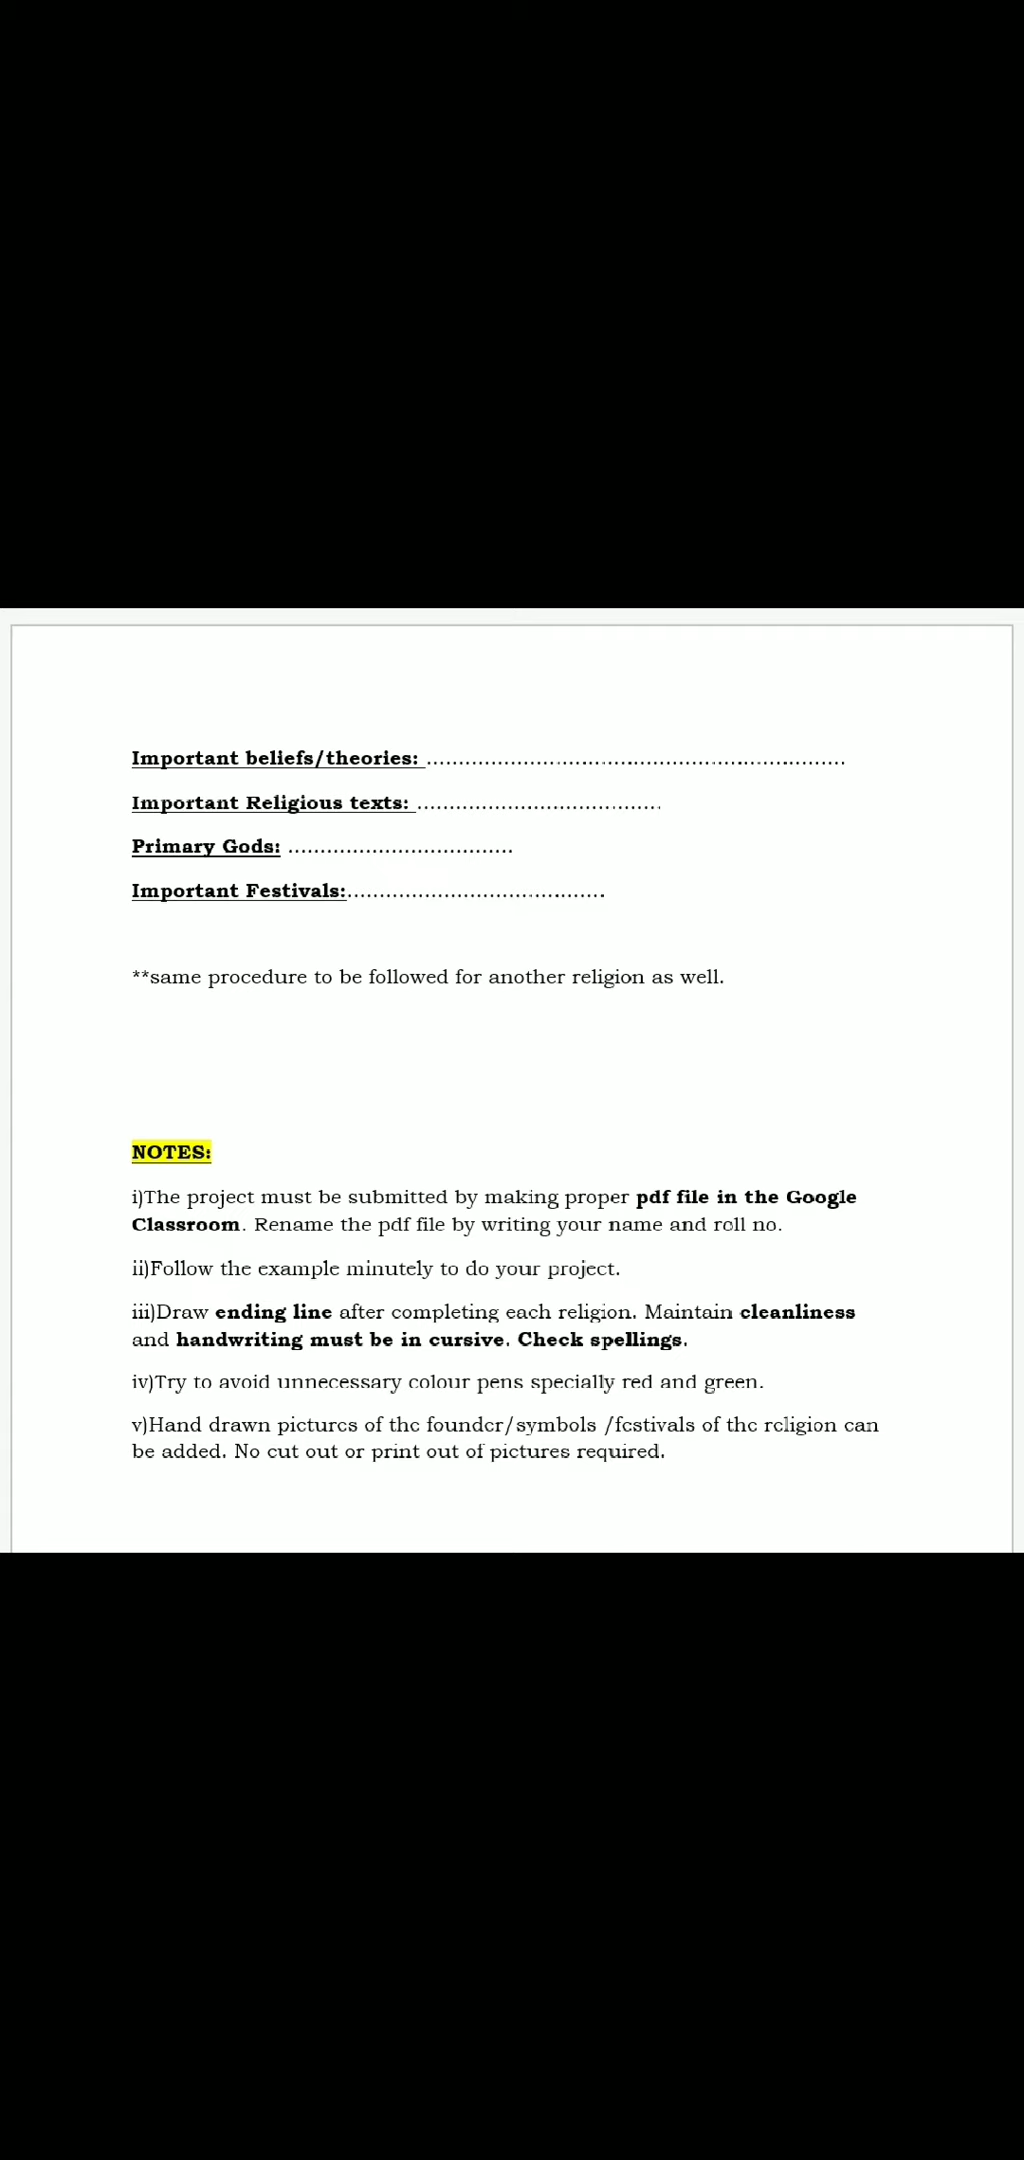 Important beliefs/theories: ..................................................................
Important Religious texts: ......................................
Primary Gods: ...................................
Important Festivals:........................................
**same procedure to be followed for another religion as well.
NOTES:
i)The project must be submitted by making proper pdf file in the Google
Classroom. Rename the pdf file by writing your name and roll no.
ii)Follow the example minutely to do your project.
iii)Draw ending line after completing each religion. Maintain cleanliness
and handwriting must be in cursive. Check spellings.
iv)Try to avoid unnecessary colour pens specially red and green.
v)Hand drawn pictures of the founder/symbols /festivals of the religion can
be added. No cut out or print out of pictures required.